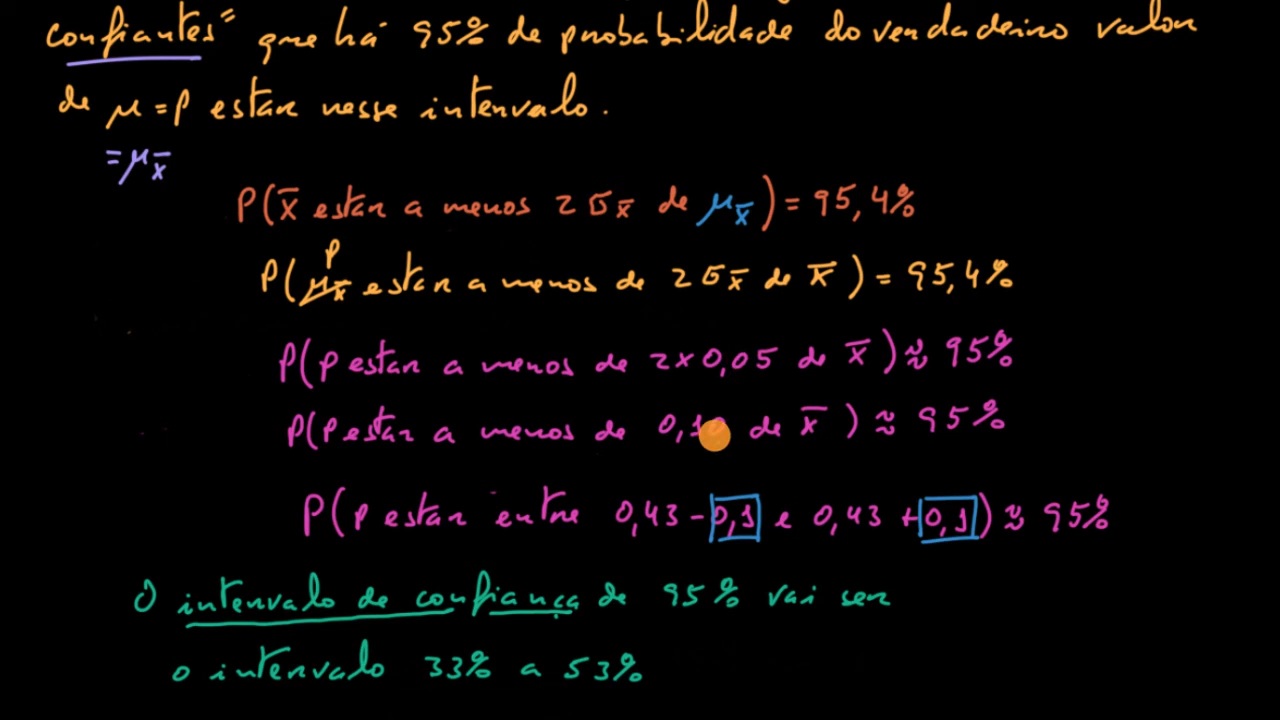 confiantes" que há 95% de probabilidade do verdadeiro valor
de μ = p estar nesse intervalo.
= μx̄
P(x̄ estar a menos 2σx̄ de μx̄) = 95,4%
p
P(μx̄ estar a menos de 2σx̄ de x̄) = 95,4%
P(p estar a menos de 2×0,05 de x̄) ≈ 95%
P(p estar a menos de 0,10 de x̄) ≈ 95%
P(p estar entre 0,43 - 0,1 e 0,43 + 0,1) ≈ 95%
O intervalo de confiança de 95% vai ser
o intervalo 33% a 53%